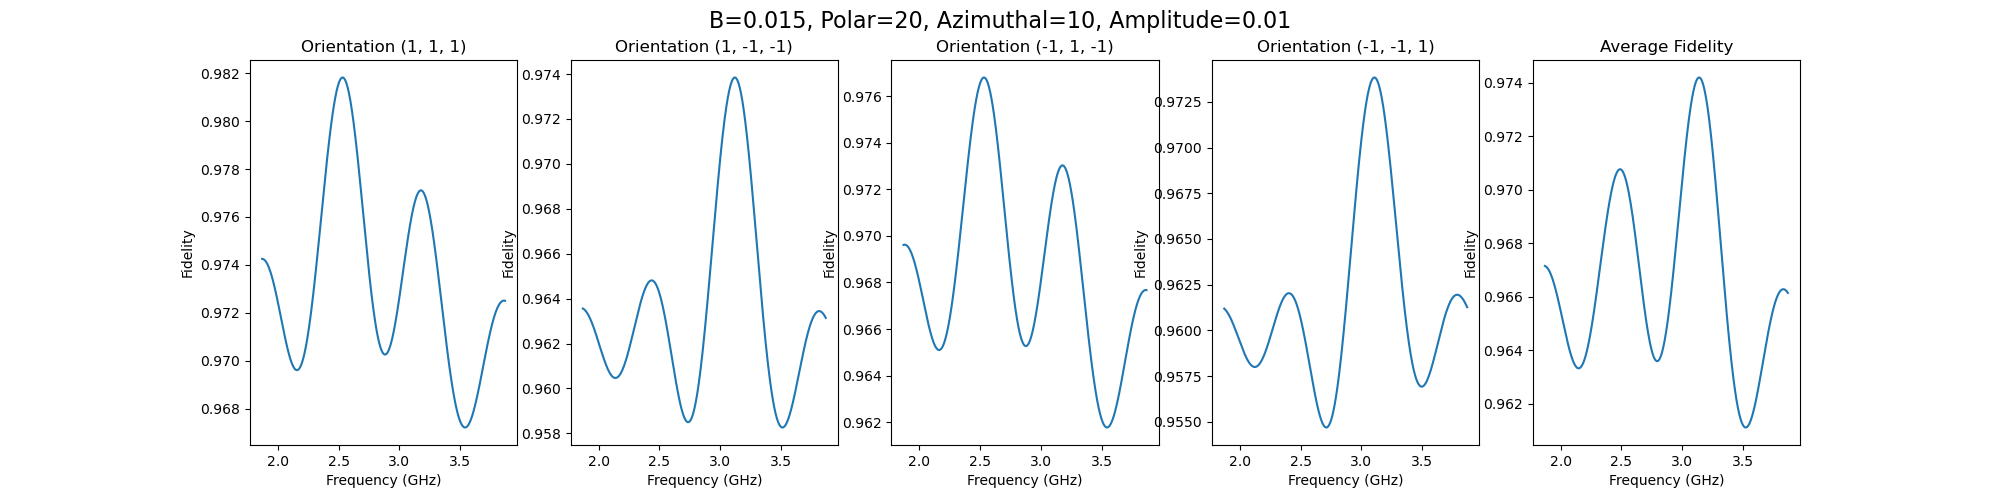 B=0.015, Polar=20, Azimuthal=10, Amplitude=0.01
Orientation (1, 1, 1)
0.982
0.980
0.978
0.976
0.974
0.972
0.970
0.968
Fidelity
2.0 2.5 3.0 3.5
Frequency (GHz)
Orientation (1, -1, -1)
0.974
0.972
0.970
0.968
0.966
0.964
0.962
0.960
0.958
Fidelity
2.0 2.5 3.0 3.5
Frequency (GHz)
Orientation (-1, 1, -1)
0.976
0.974
0.972
0.970
0.968
0.966
0.964
0.962
Fidelity
2.0 2.5 3.0 3.5
Frequency (GHz)
Orientation (-1, -1, 1)
0.9725
0.9700
0.9675
0.9650
0.9625
0.9600
0.9575
0.9550
Fidelity
2.0 2.5 3.0 3.5
Frequency (GHz)
Average Fidelity
0.974
0.972
0.970
0.968
0.966
0.964
0.962
Fidelity
2.0 2.5 3.0 3.5
Frequency (GHz)